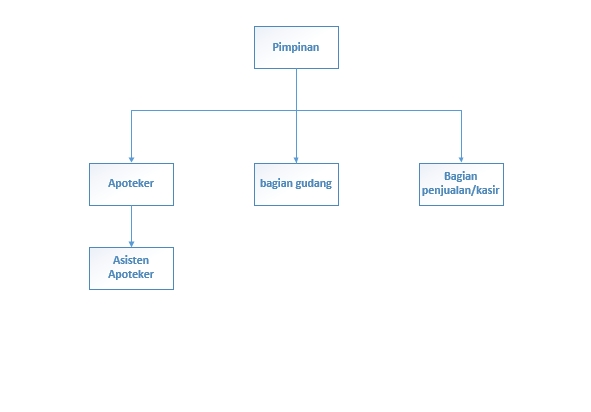 Pimpinan
Apoteker
bagian gudang
Bagian
penjualan/kasir
Asisten
Apoteker